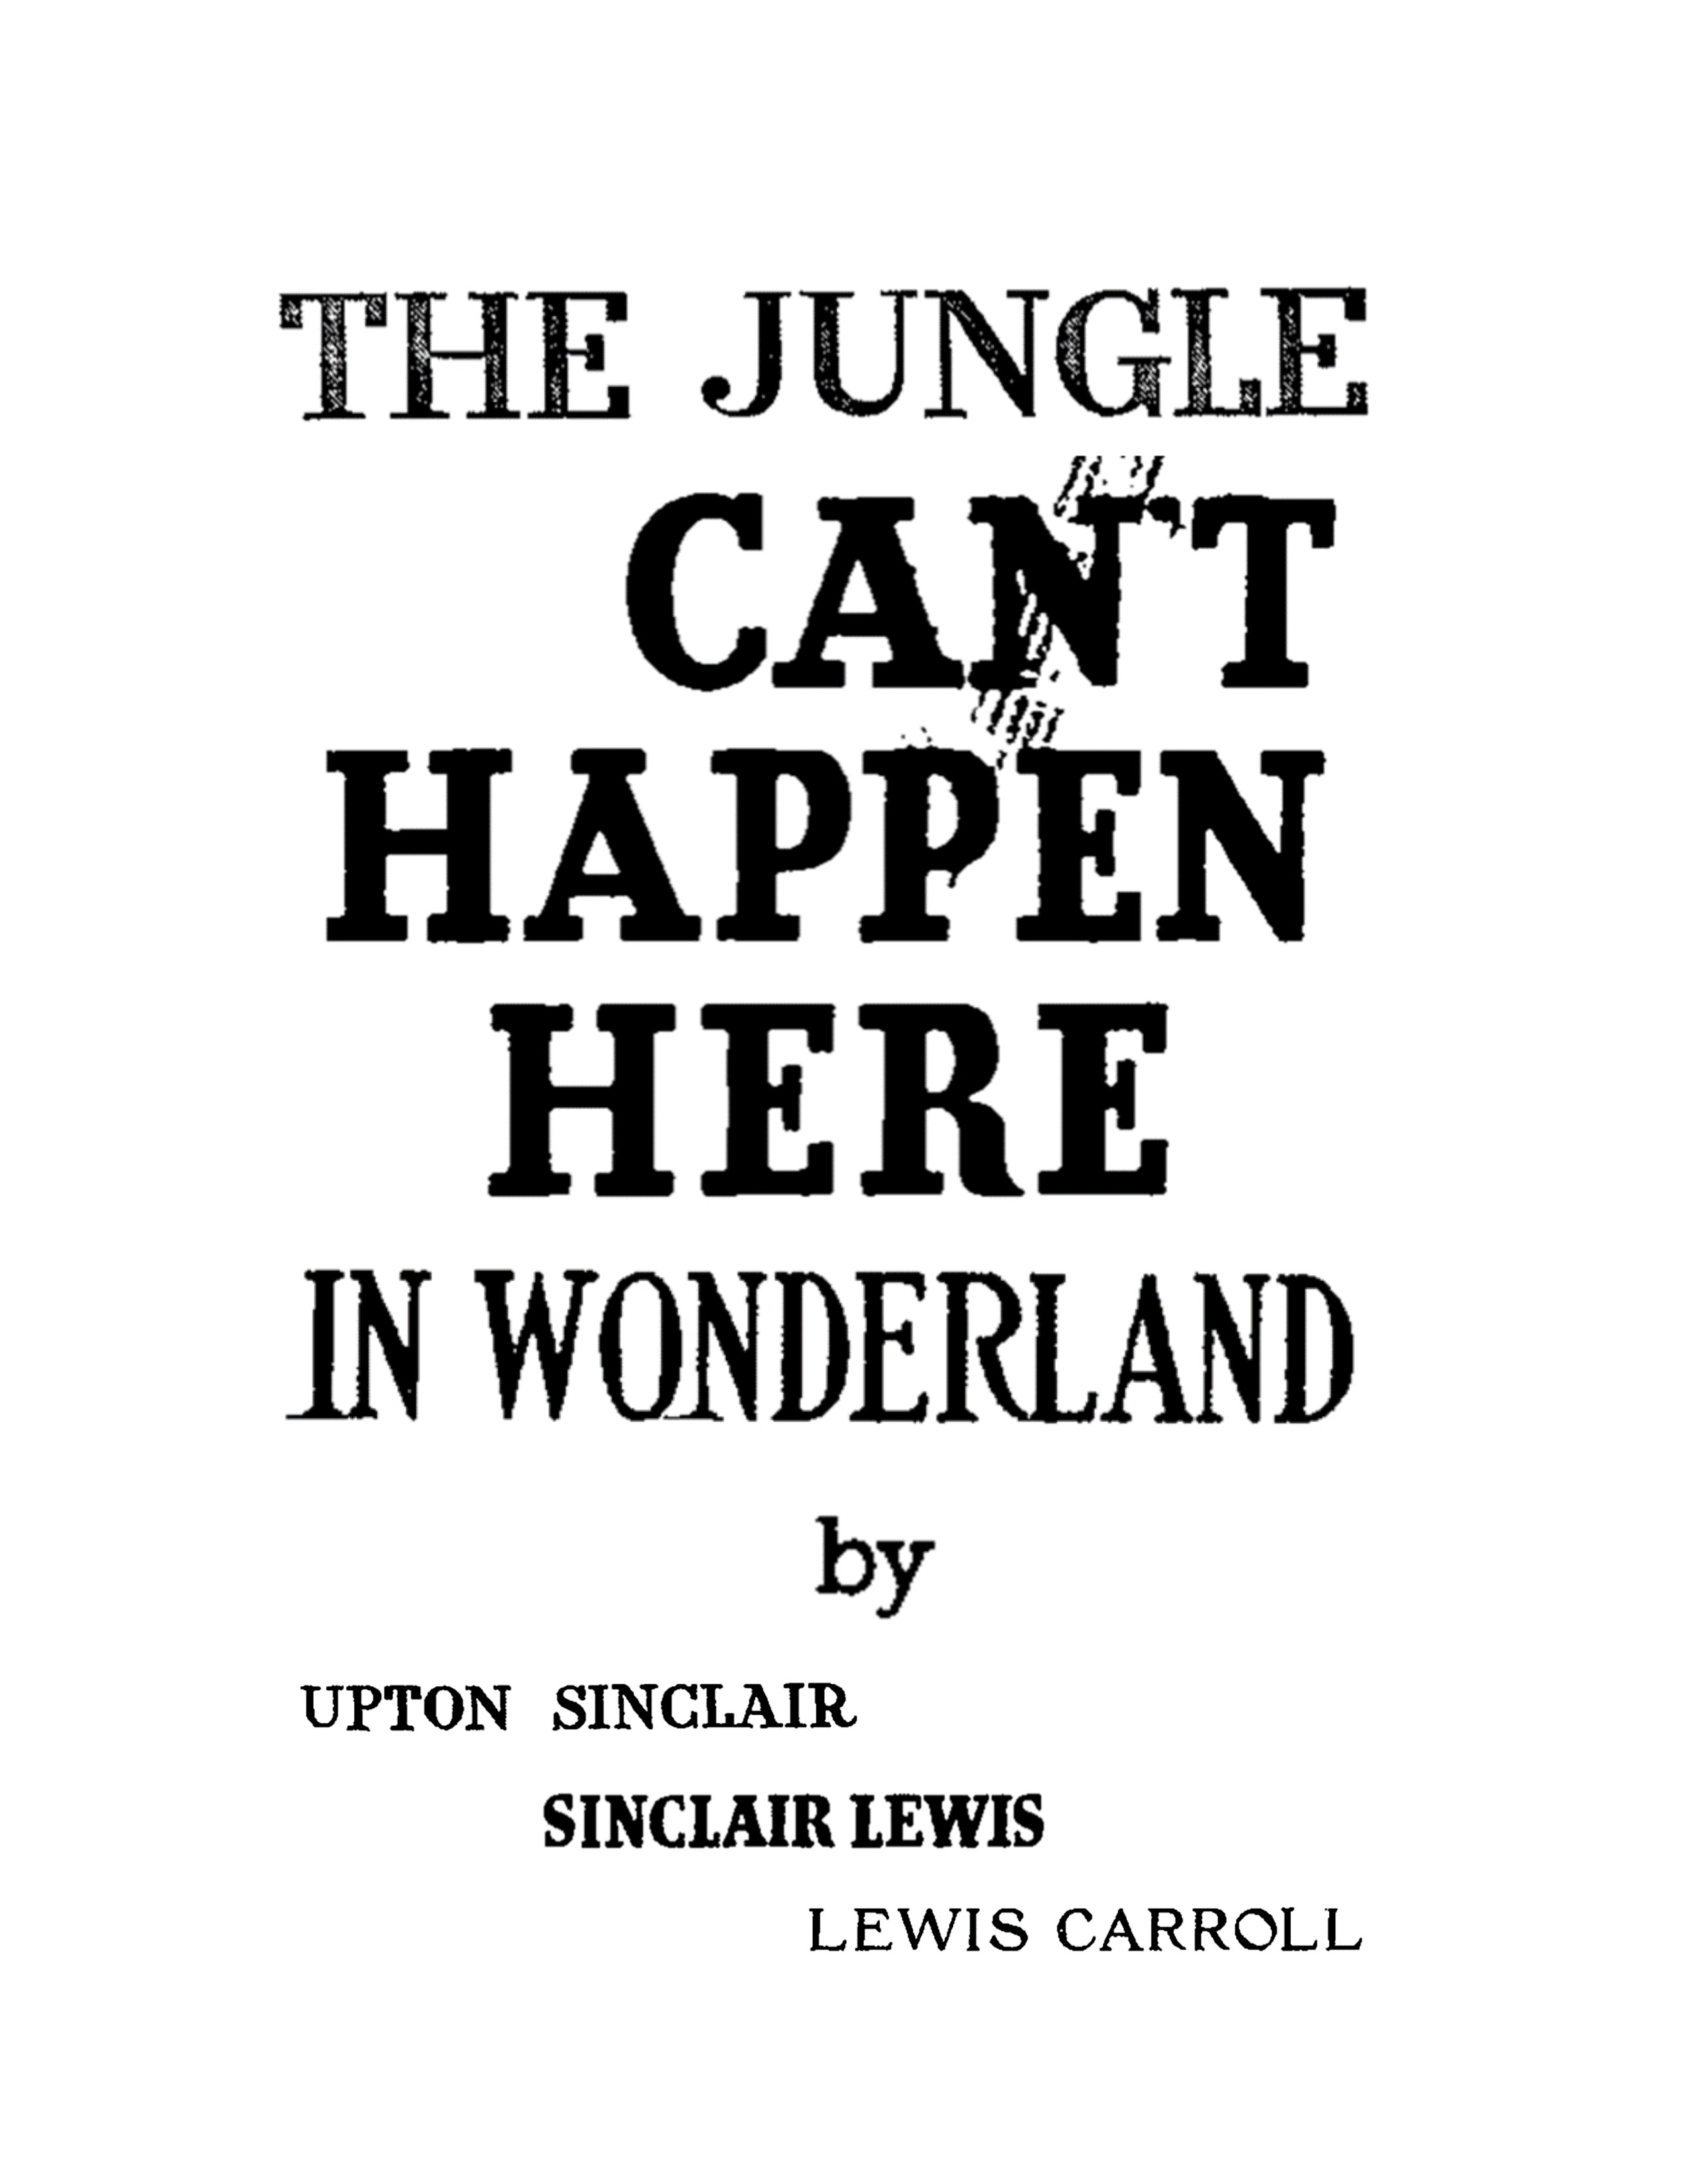 THE JUNGLE
CAN'T
HAPPEN
HERE
IN WONDERLAND
by
UPTON SINCLAIR
SINCLAIR LEWIS
LEWIS CARROLL